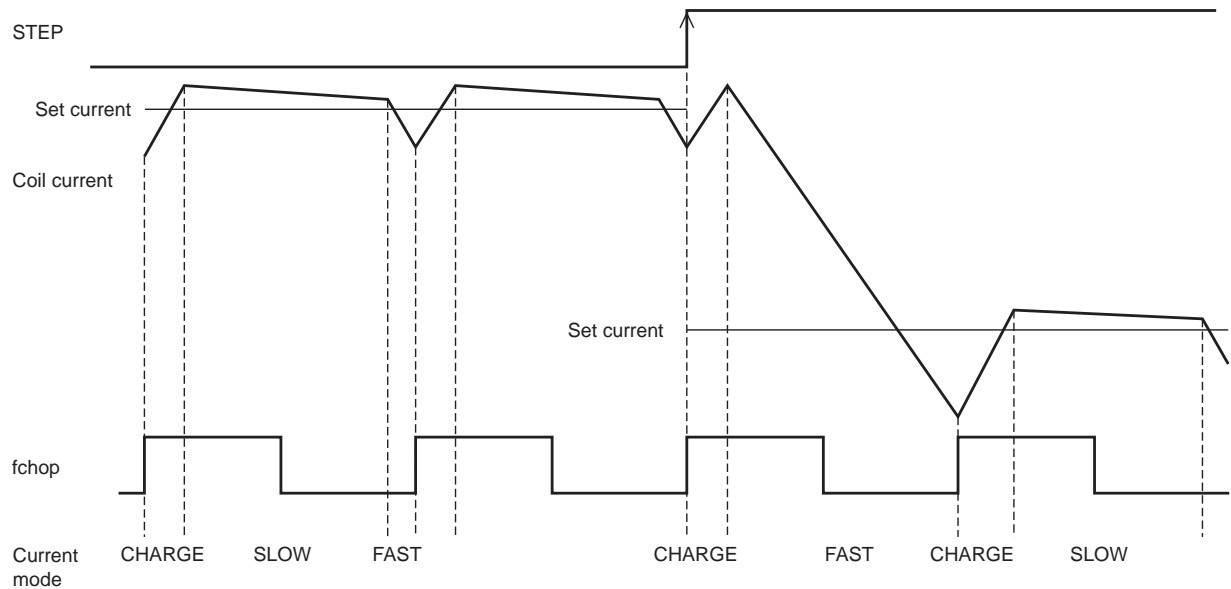 STEP
Set current
Coil current
Set current
fchop
Current mode
CHARGE SLOW FAST CHARGE FAST CHARGE SLOW